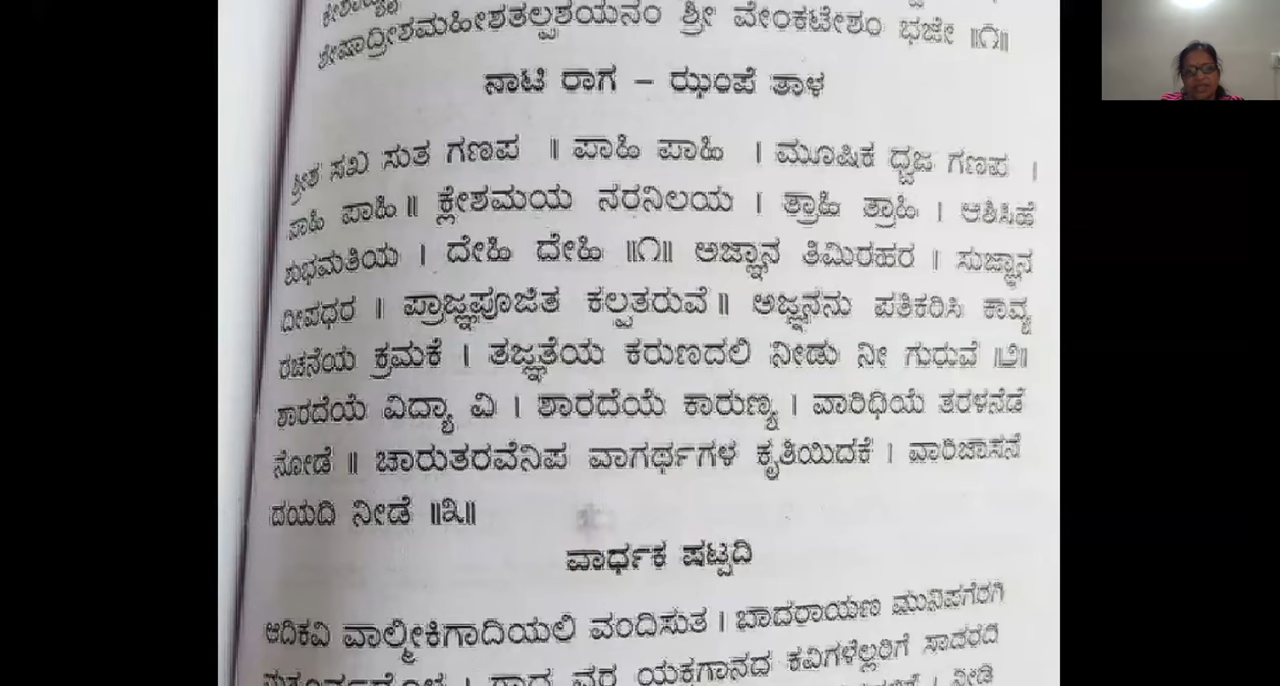 ಶೇಷಾದ್ರೀಶಮಹೀಶತಲ್ಪಶಯನಂ ಶ್ರೀ ವೇಂಕಟೇಶಂ ಭಜೇ ॥೧॥
ನಾಟಿ ರಾಗ – ಝಂಪೆ ತಾಳ
ಶ್ರೀಶ ಸಖ ಸುತ ಗಣಪ ॥ ಪಾಹಿ ಪಾಹಿ । ಮೂಷಿಕ ಧ್ವಜ ಗಣಪ ।
ಪಾಹಿ ಪಾಹಿ॥ ಕ್ಲೇಶಮಯ ನರನಿಲಯ । ತ್ರಾಹಿ ತ್ರಾಹಿ । ಆಶಿಸಿಹೆ
ಶುಭಮತಿಯ । ದೇಹಿ ದೇಹಿ ॥೧॥ ಅಜ್ಞಾನ ತಿಮಿರಹರ । ಸುಜ್ಞಾನ
ದೀಪಧರ । ಪ್ರಾಜ್ಞಪೂಜಿತ ಕಲ್ಪತರುವೆ॥ ಅಜ್ಞನನು ಪತಿಕರಿಸಿ ಕಾವ್ಯ
ರಚನೆಯ ಕ್ರಮಕೆ । ತಜ್ಞತೆಯ ಕರುಣದಲಿ ನೀಡು ನೀ ಗುರುವೆ ॥೨॥
ಶಾರದೆಯೆ ವಿದ್ಯಾ ವಿ । ಶಾರದೆಯೆ ಕಾರುಣ್ಯ । ವಾರಿಧಿಯೆ ತರಳನೆಡೆ
ನೋಡೆ ॥ ಚಾರುತರವೆನಿಪ ವಾಗರ್ಥಗಳ ಕೃತಿಯಿದಕೆ । ವಾರಿಜಾಸನೆ
ದಯದಿ ನೀಡೆ ॥೩॥
ವಾರ್ಧಕ ಷಟ್ಪದಿ
ಆದಿಕವಿ ವಾಲ್ಮೀಕಿಗಾದಿಯಲಿ ವಂದಿಸುತ । ಬಾದರಾಯಣ ಮುನಿಪಗೆರಗಿ
ಯಕ್ಷಗಾನದ ಕವಿಗಳೆಲ್ಲರಿಗೆ ಸಾದರದಿ